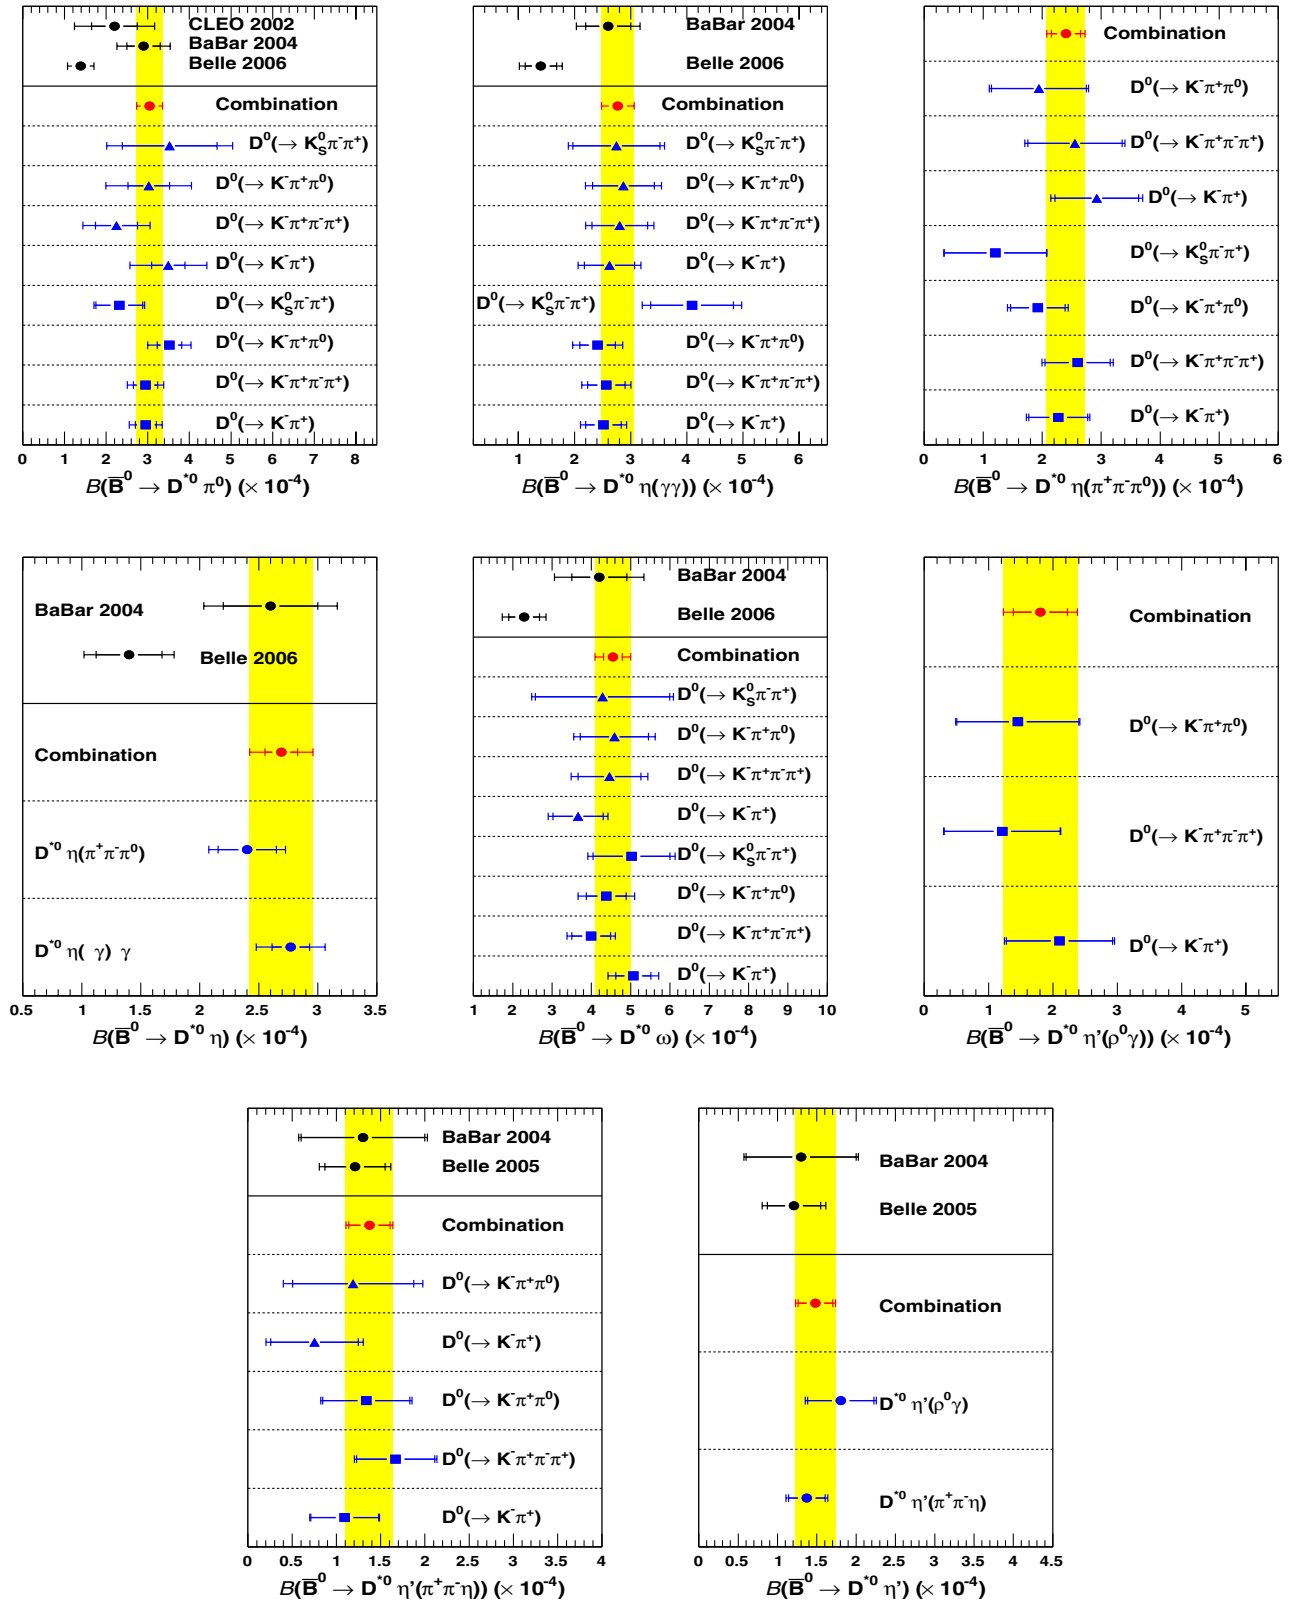 CLEO 2002
BaBar 2004
Belle 2006
Combination
D⁰(→ K⁰_S π⁻π⁺)
D⁰(→ K⁻π⁺π⁰)
D⁰(→ K⁻π⁺π⁻π⁺)
D⁰(→ K⁻π⁺)
D⁰(→ K⁰_S π⁻π⁺)
D⁰(→ K⁻π⁺π⁰)
D⁰(→ K⁻π⁺π⁻π⁺)
D⁰(→ K⁻π⁺)
0 1 2 3 4 5 6 7 8
B(B̅⁰ → D*⁰ π⁰) (× 10⁻⁴)
BaBar 2004
Belle 2006
Combination
D⁰(→ K⁰_S π⁻π⁺)
D⁰(→ K⁻π⁺π⁰)
D⁰(→ K⁻π⁺π⁻π⁺)
D⁰(→ K⁻π⁺)
D⁰(→ K⁰_S π⁻π⁺)
D⁰(→ K⁻π⁺π⁰)
D⁰(→ K⁻π⁺π⁻π⁺)
D⁰(→ K⁻π⁺)
1 2 3 4 5 6
B(B̅⁰ → D*⁰ η(γγ)) (× 10⁻⁴)
Combination
D⁰(→ K⁻π⁺π⁰)
D⁰(→ K⁻π⁺π⁻π⁺)
D⁰(→ K⁻π⁺)
D⁰(→ K⁰_S π⁻π⁺)
D⁰(→ K⁻π⁺π⁰)
D⁰(→ K⁻π⁺π⁻π⁺)
D⁰(→ K⁻π⁺)
0 1 2 3 4 5 6
B(B̅⁰ → D*⁰ η(π⁺π⁻π⁰)) (× 10⁻⁴)
BaBar 2004
Belle 2006
Combination
D*⁰ η(π⁺π⁻π⁰)
D*⁰ η( γ) γ
0.5 1 1.5 2 2.5 3 3.5
B(B̅⁰ → D*⁰ η) (× 10⁻⁴)
BaBar 2004
Belle 2006
Combination
D⁰(→ K⁰_S π⁻π⁺)
D⁰(→ K⁻π⁺π⁰)
D⁰(→ K⁻π⁺π⁻π⁺)
D⁰(→ K⁻π⁺)
D⁰(→ K⁰_S π⁻π⁺)
D⁰(→ K⁻π⁺π⁰)
D⁰(→ K⁻π⁺π⁻π⁺)
D⁰(→ K⁻π⁺)
1 2 3 4 5 6 7 8 9 10
B(B̅⁰ → D*⁰ ω) (× 10⁻⁴)
Combination
D⁰(→ K⁻π⁺π⁰)
D⁰(→ K⁻π⁺π⁻π⁺)
D⁰(→ K⁻π⁺)
0 1 2 3 4 5
B(B̅⁰ → D*⁰ η'(ρ⁰γ)) (× 10⁻⁴)
BaBar 2004
Belle 2005
Combination
D⁰(→ K⁻π⁺π⁰)
D⁰(→ K⁻π⁺)
D⁰(→ K⁻π⁺π⁰)
D⁰(→ K⁻π⁺π⁻π⁺)
D⁰(→ K⁻π⁺)
0 0.5 1 1.5 2 2.5 3 3.5 4
B(B̅⁰ → D*⁰ η'(π⁺π⁻η)) (× 10⁻⁴)
BaBar 2004
Belle 2005
Combination
D*⁰ η'(ρ⁰γ)
D*⁰ η'(π⁺π⁻η)
0 0.5 1 1.5 2 2.5 3 3.5 4 4.5
B(B̅⁰ → D*⁰ η') (× 10⁻⁴)